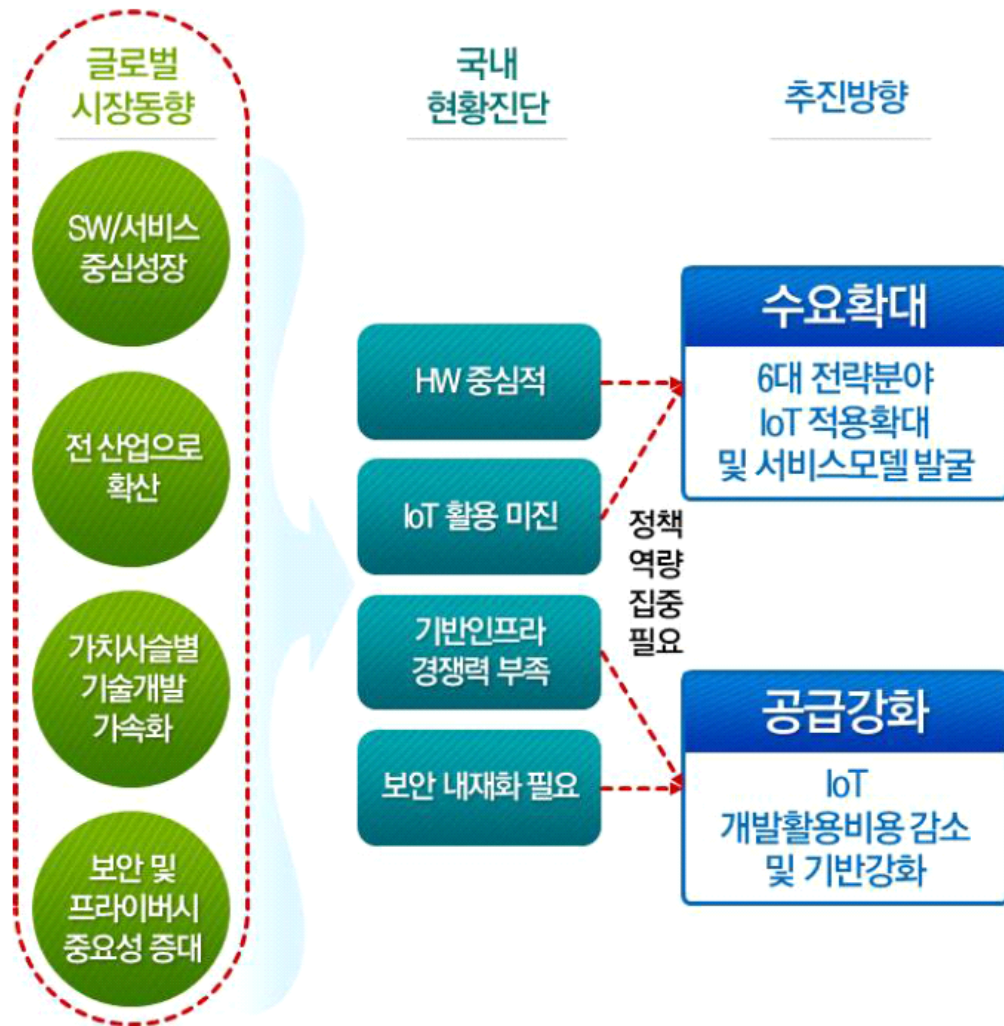 글로벌
시장동향
SW/서비스
중심성장
전 산업으로
확산
가치사슬별
기술개발
가속화
보안 및
프라이버시
중요성 증대
국내
현황진단
HW 중심적
IoT 활용 미진
기반인프라
경쟁력 부족
보안 내재화 필요
정책
역량
집중
필요
추진방향
수요확대
6대 전략분야
IoT 적용확대
및 서비스모델 발굴
공급강화
IoT
개발활용비용 감소
및 기반강화